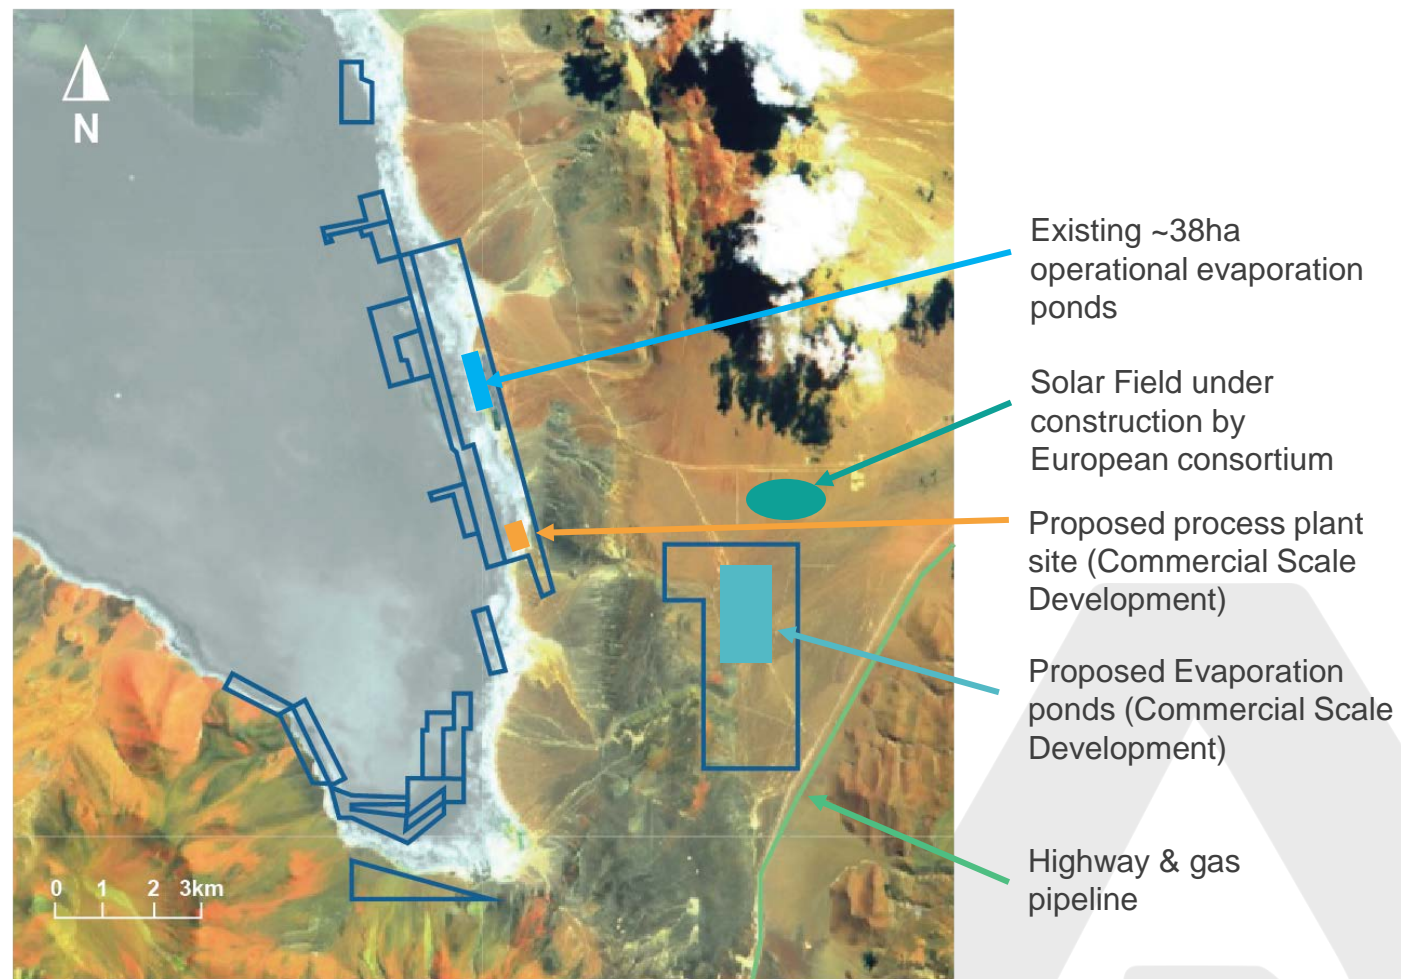 N
Existing ~38ha
operational evaporation
ponds
Solar Field under
construction by
European consortium
Proposed process plant
site (Commercial Scale
Development)
Proposed Evaporation
ponds (Commercial Scale
Development)
Highway & gas
pipeline
0 1 2 3km